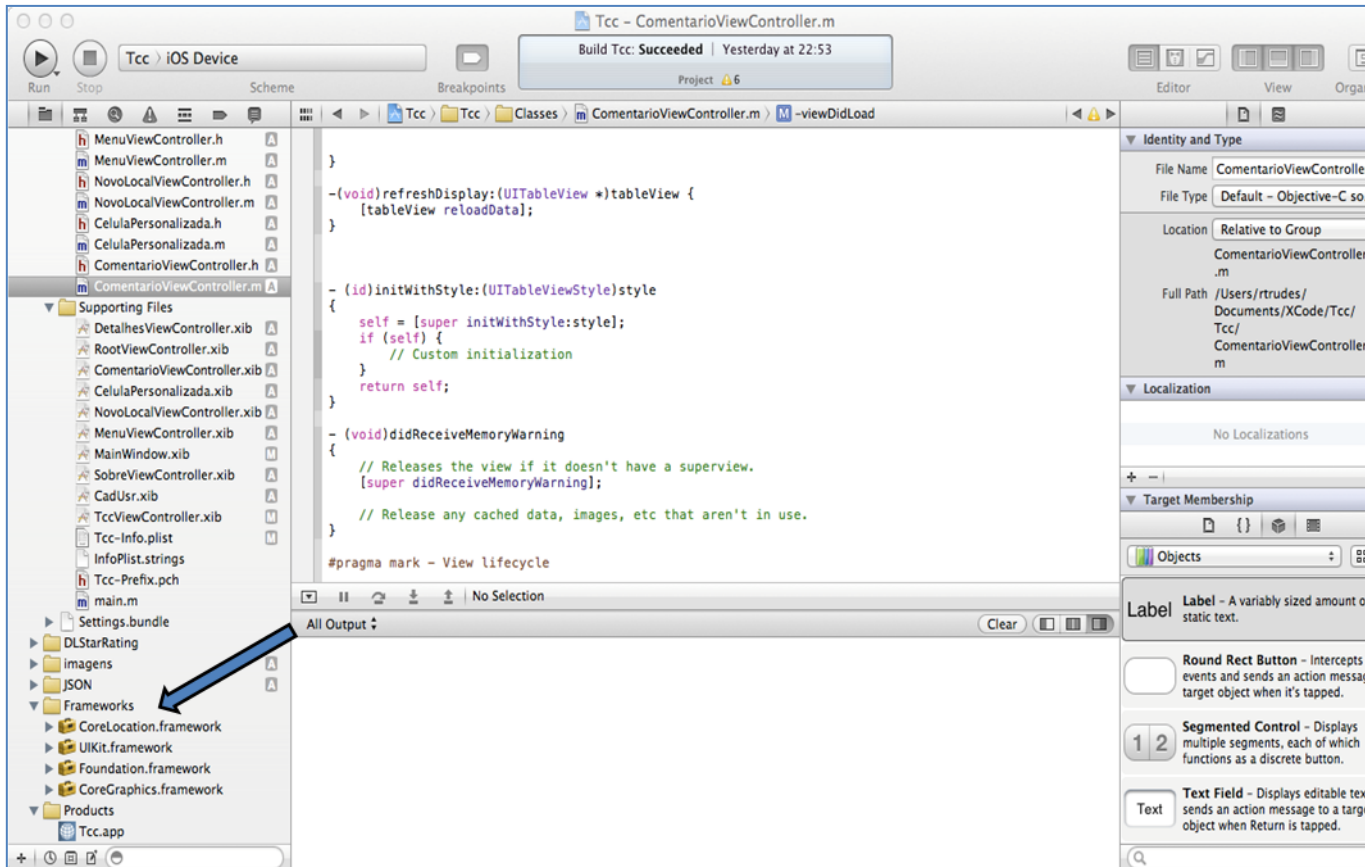 Tcc – ComentarioViewController.m
Tcc 〉 iOS Device
Build Tcc: Succeeded | Yesterday at 22:53
Project 6
Run
Stop
Scheme
Breakpoints
Editor
View
Tcc 〉 Tcc 〉 Classes 〉 m ComentarioViewController.m 〉 M -viewDidLoad
h MenuViewController.h A
m MenuViewController.m A
h NovoLocalViewController.h A
m NovoLocalViewController.m A
h CelulaPersonalizada.h A
m CelulaPersonalizada.m A
h ComentarioViewController.h A
m ComentarioViewController.m A
Supporting Files
DetalhesViewController.xib A
RootViewController.xib A
ComentarioViewController.xib A
CelulaPersonalizada.xib A
NovoLocalViewController.xib A
MenuViewController.xib A
MainWindow.xib M
SobreViewController.xib A
CadUsr.xib A
TccViewController.xib M
Tcc-Info.plist M
InfoPlist.strings
h Tcc-Prefix.pch
m main.m
Settings.bundle
DLStarRating
imagens A
JSON A
Frameworks
CoreLocation.framework
UIKit.framework
Foundation.framework
CoreGraphics.framework
Products
Tcc.app
}
-(void)refreshDisplay:(UITableView *)tableView {
[tableView reloadData];
}
- (id)initWithStyle:(UITableViewStyle)style
{
self = [super initWithStyle:style];
if (self) {
// Custom initialization
}
return self;
}
- (void)didReceiveMemoryWarning
{
// Releases the view if it doesn't have a superview.
[super didReceiveMemoryWarning];
// Release any cached data, images, etc that aren't in use.
}
#pragma mark – View lifecycle
No Selection
All Output
Clear
Identity and Type
File Name ComentarioViewController
File Type Default – Objective-C so
Location Relative to Group
ComentarioViewController
.m
Full Path /Users/rtrudes/
Documents/XCode/Tcc/
Tcc/
ComentarioViewController
m
Localization
No Localizations
+ –
Target Membership
{}
Objects
Label Label – A variably sized amount o
static text.
Round Rect Button – Intercepts
events and sends an action
target object when it's tapped.
1 2 Segmented Control – Displays
multiple segments, each of which
functions as a discrete button.
Text Text Field – Displays editable
sends an action message to a
object when Return is tapped.